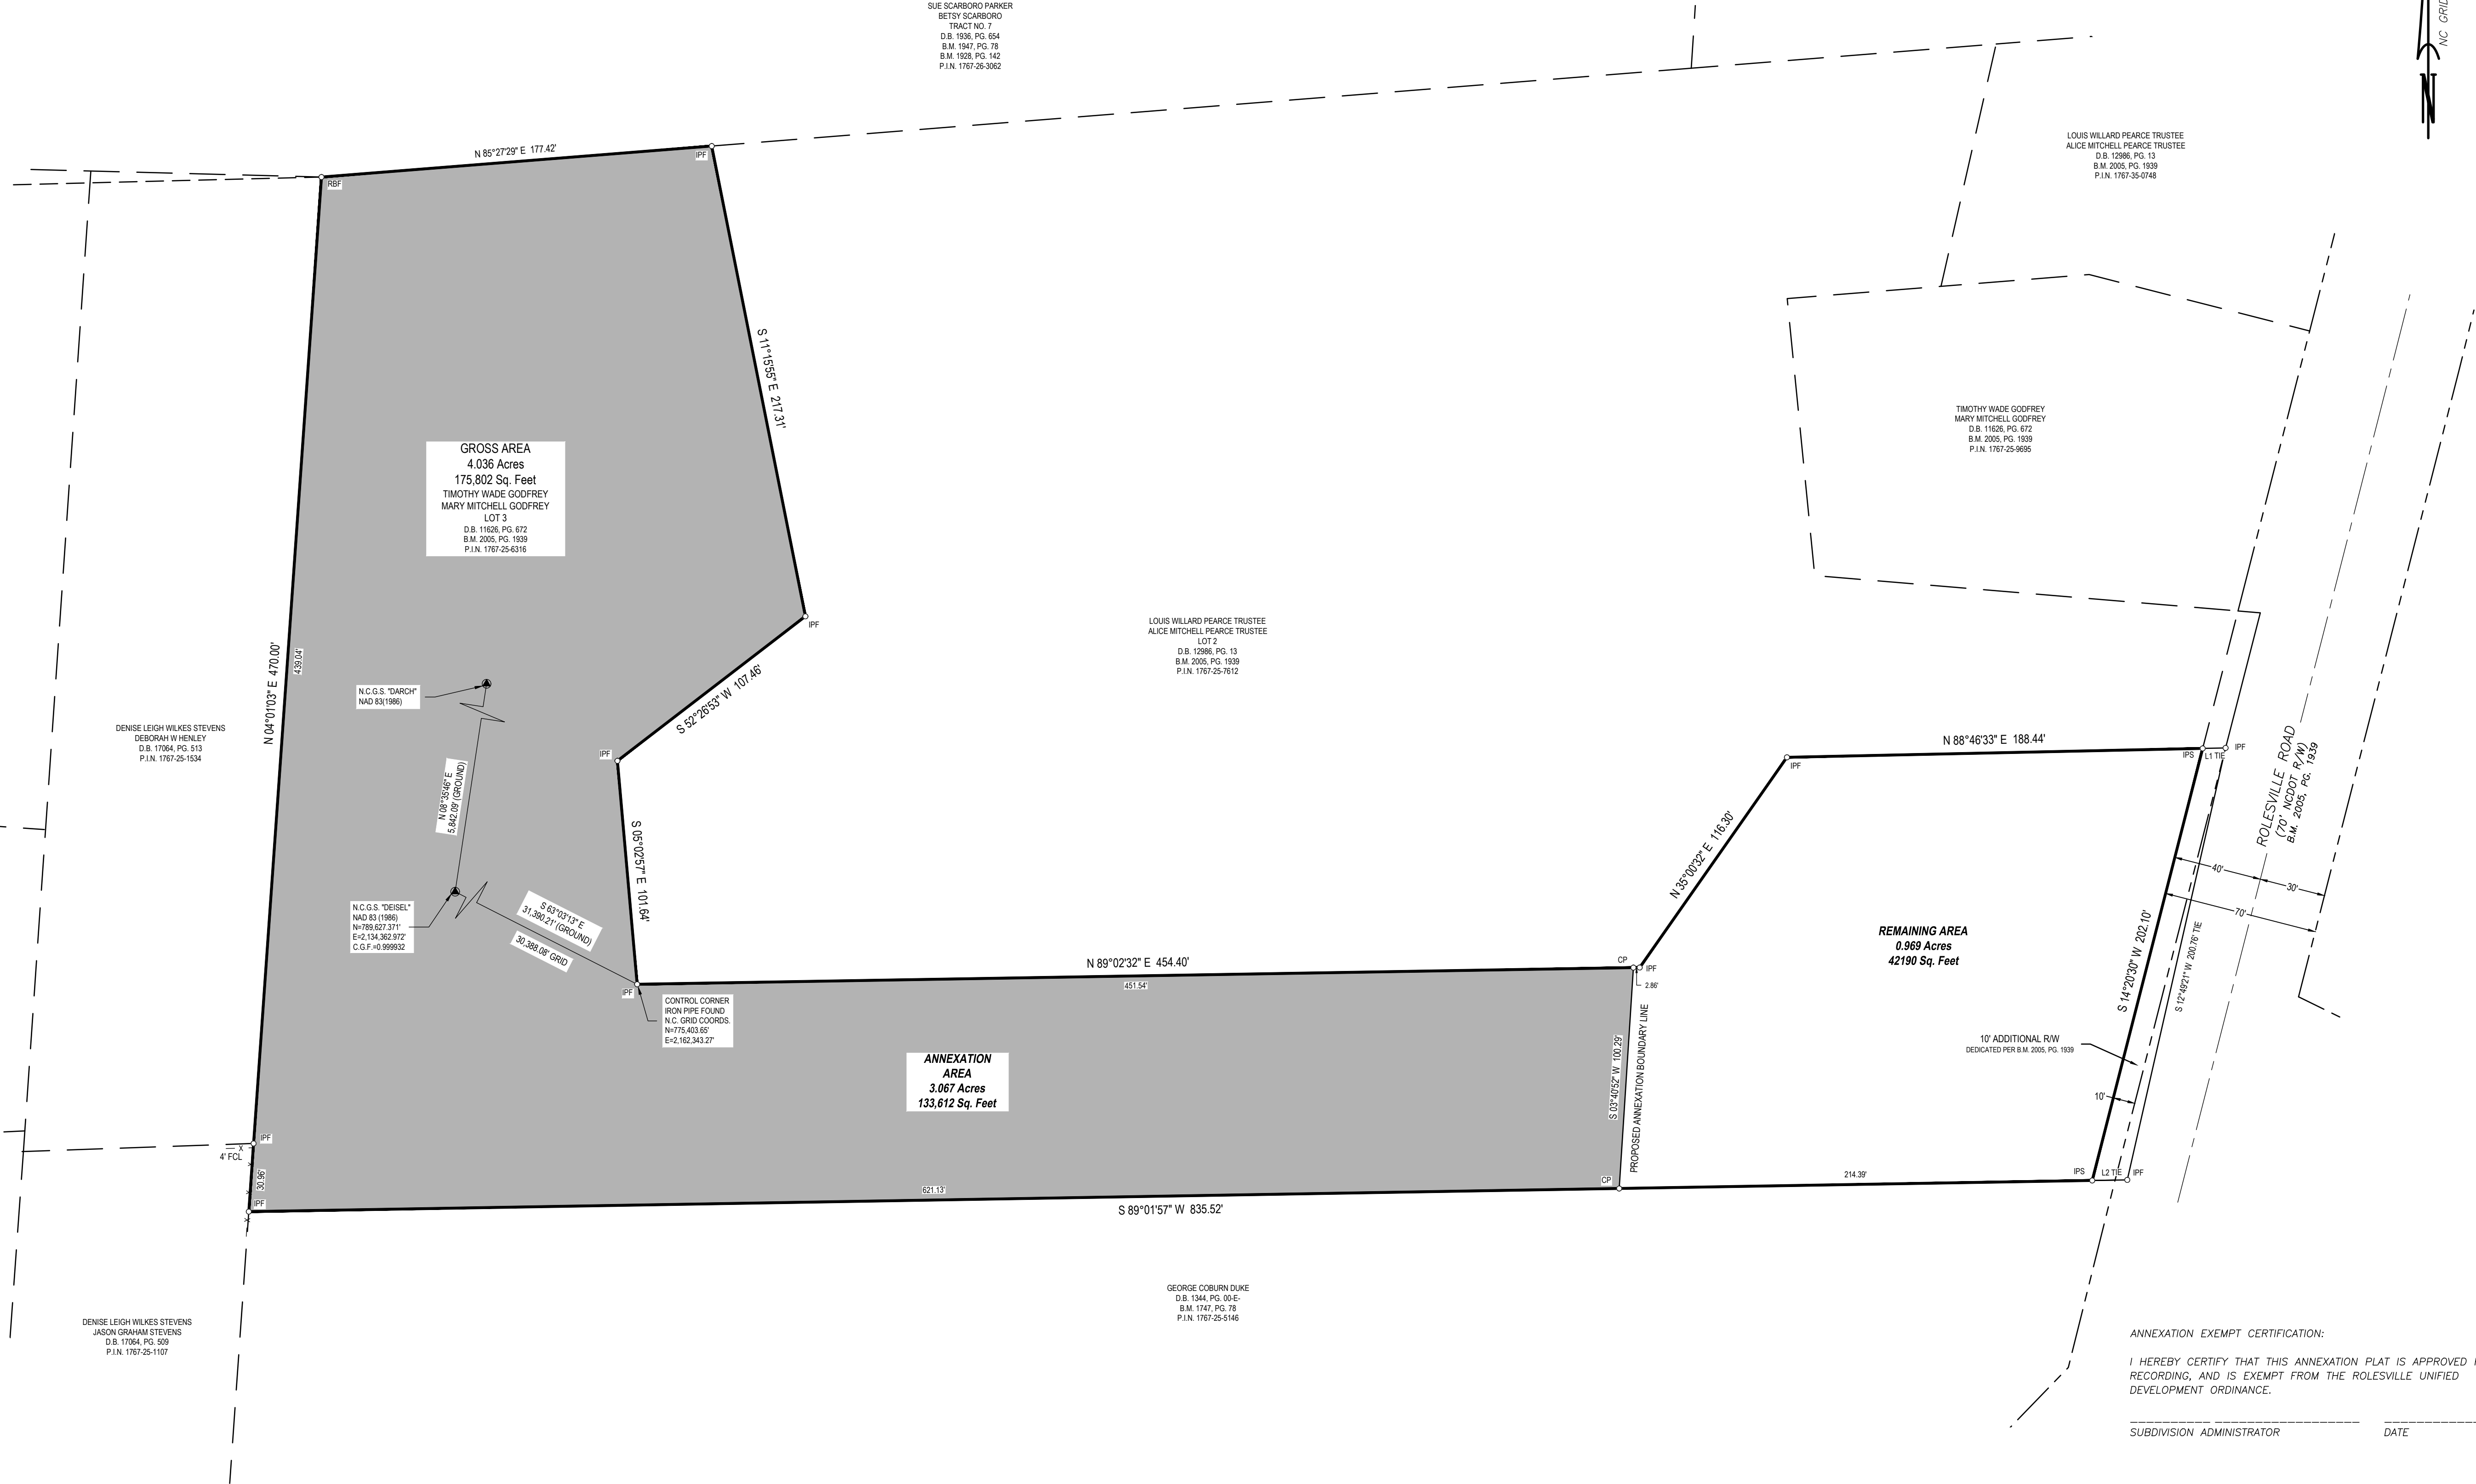 SUE SCARBORO PARKER
BETSY SCARBORO
TRACT NO. 7
D.B. 1936, PG. 654
B.M. 1947, PG. 78
B.M. 1928, PG. 142
P.I.N. 1767-26-3062
NC GRID
N
LOUIS WILLARD PEARCE TRUSTEE
ALICE MITCHELL PEARCE TRUSTEE
D.B. 12986, PG. 13
B.M. 2005, PG. 1939
P.I.N. 1767-35-0748
N 85°27'29" E 177.42'
IPF
RBF
S 11°15'55" E 217.31'
TIMOTHY WADE GODFREY
MARY MITCHELL GODFREY
D.B. 11626, PG. 672
B.M. 2005, PG. 1939
P.I.N. 1767-25-9695
GROSS AREA
4.036 Acres
175,802 Sq. Feet
TIMOTHY WADE GODFREY
MARY MITCHELL GODFREY
LOT 3
D.B. 11626, PG. 672
B.M. 2005, PG. 1939
P.I.N. 1767-25-6316
IPF
LOUIS WILLARD PEARCE TRUSTEE
ALICE MITCHELL PEARCE TRUSTEE
LOT 2
D.B. 12986, PG. 13
B.M. 2005, PG. 1939
P.I.N. 1767-25-7612
N 04°01'03" E 470.00'
439.04'
S 52°26'53" W 107.46'
N.C.G.S. "DARCH"
NAD 83(1986)
DENISE LEIGH WILKES STEVENS
DEBORAH W HENLEY
D.B. 17064, PG. 513
P.I.N. 1767-25-1534
IPF
N 88°46'33" E 188.44'
IPS
L1 TIE
IPF
IPF
ROLESVILLE ROAD
(70' NCDOT R/W)
B.M. 2005, PG. 1939
N 08°35'46" E
5,842.09' (GROUND)
S 05°02'57" E 101.64'
N 35°00'32" E 116.30'
40'
30'
70'
N.C.G.S. "DEISEL"
NAD 83 (1986)
N=789,627.371'
E=2,134,362.972'
C.G.F.=0.999932
S 63°03'13" E
31,390.21' (GROUND)
30,388.08' GRID
REMAINING AREA
0.969 Acres
42190 Sq. Feet
S 14°20'30" W 202.10'
S 12°49'21" W 200.76' TIE
N 89°02'32" E 454.40'
451.54'
CP
IPF
2.86'
IPF
CONTROL CORNER
IRON PIPE FOUND
N.C. GRID COORDS.
N=775,403.65'
E=2,162,343.27'
ANNEXATION
AREA
3.067 Acres
133,612 Sq. Feet
S 03°40'52" W 100.29'
PROPOSED ANNEXATION BOUNDARY LINE
10' ADDITIONAL R/W
DEDICATED PER B.M. 2005, PG. 1939
10'
IPF
X
4' FCL
30.96'
IPF
621.13'
CP
214.39'
IPS
L2 TIE
IPF
S 89°01'57" W 835.52'
GEORGE COBURN DUKE
D.B. 1344, PG. 00-E-
B.M. 1747, PG. 78
P.I.N. 1767-25-5146
DENISE LEIGH WILKES STEVENS
JASON GRAHAM STEVENS
D.B. 17064, PG. 509
P.I.N. 1767-25-1107
ANNEXATION EXEMPT CERTIFICATION:
I HEREBY CERTIFY THAT THIS ANNEXATION PLAT IS APPROVED
RECORDING, AND IS EXEMPT FROM THE ROLESVILLE UNIFIED
DEVELOPMENT ORDINANCE.
SUBDIVISION ADMINISTRATOR
DATE